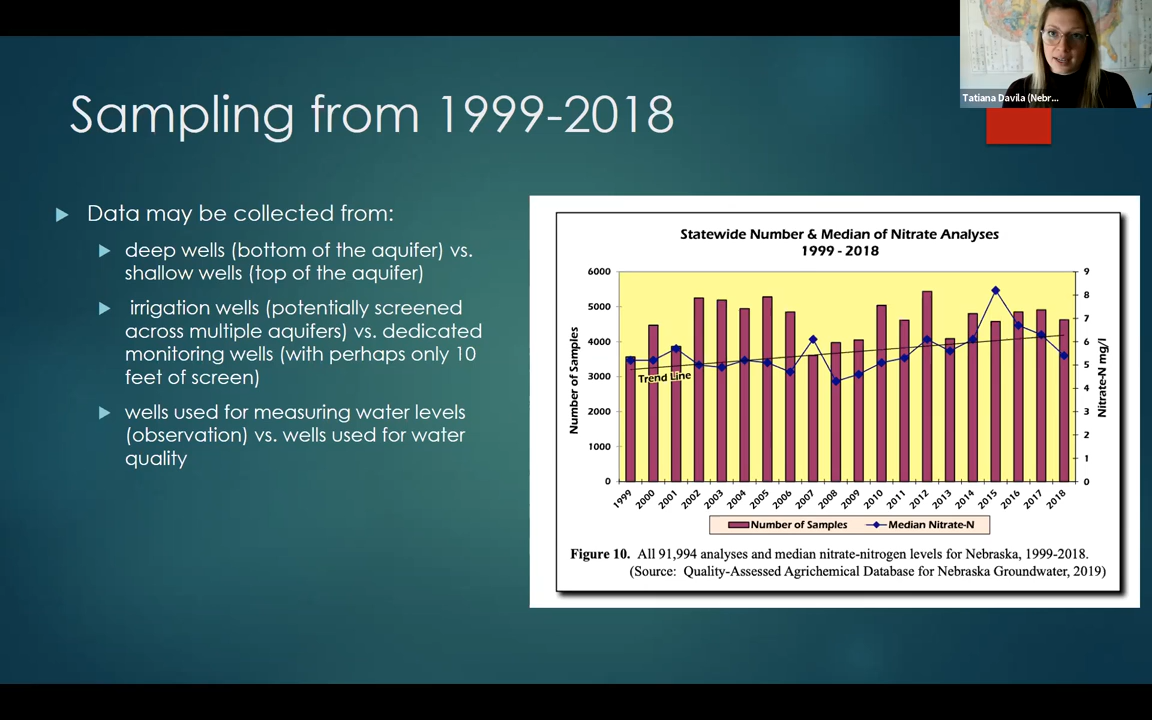 Tatiana Davila (Nebr...
Sampling from 1999-2018
Data may be collected from:
deep wells (bottom of the aquifer) vs.
shallow wells (top of the aquifer)
irrigation wells (potentially screened
across multiple aquifers) vs. dedicated
monitoring wells (with perhaps only 10
feet of screen)
wells used for measuring water levels
(observation) vs. wells used for water
quality
Statewide Number & Median of Nitrate Analyses
1999 - 2018
Number of Samples
6000
5000
4000
3000
2000
1000
0
Trend Line
9
8
7
6
5
4
3
2
1
0
Nitrate-N mg/l
1999 2000 2001 2002 2003 2004 2005 2006 2007 2008 2009 2010 2011 2012 2013 2014 2015 2016 2017 2018
Number of Samples Median Nitrate-N
Figure 10. All 91,994 analyses and median nitrate-nitrogen levels for Nebraska, 1999-2018.
(Source: Quality-Assessed Agrichemical Database for Nebraska Groundwater, 2019)